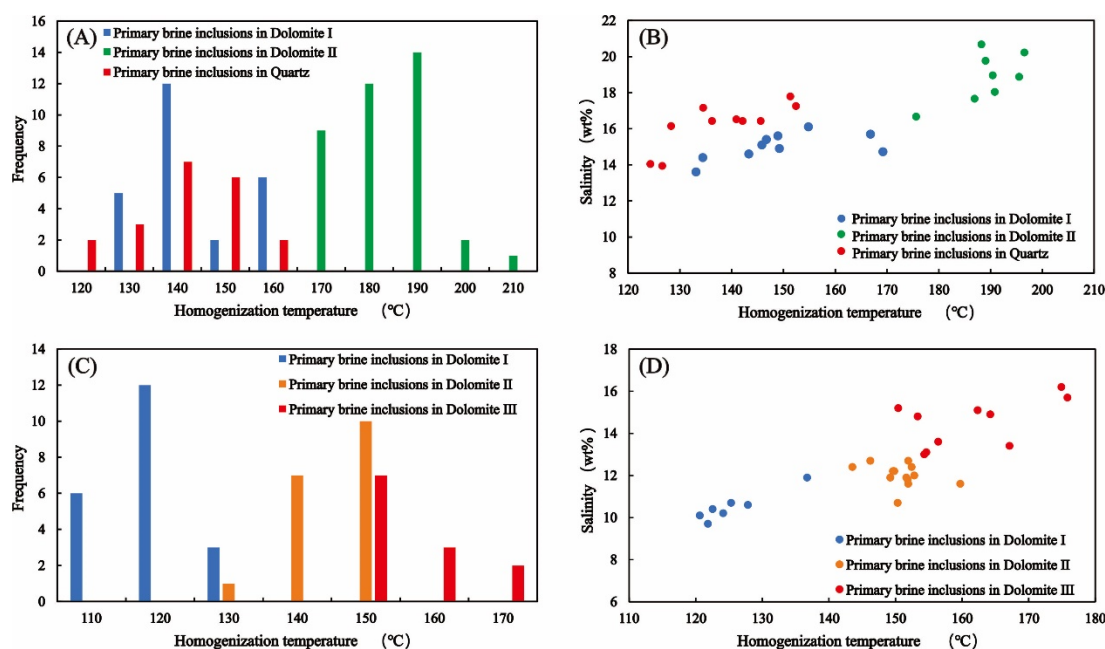 (A)
Primary brine inclusions in Dolomite I
Primary brine inclusions in Dolomite II
Primary brine inclusions in Quartz
Frequency
16
14
12
10
8
6
4
2
0
120 130 140 150 160 170 180 190 200 210
Homogenization temperature (℃)
(B)
Salinity (wt%)
22
20
18
16
14
12
10
8
Primary brine inclusions in Dolomite I
Primary brine inclusions in Dolomite II
Primary brine inclusions in Quartz
120 130 140 150 160 170 180 190 200 210
Homogenization temperature (℃)
(C)
Primary brine inclusions in Dolomite I
Primary brine inclusions in Dolomite II
Primary brine inclusions in Dolomite III
Frequency
14
12
10
8
6
4
2
0
110 120 130 140 150 160 170
Homogenization temperature (℃)
(D)
Salinity (wt%)
18
16
14
12
10
8
6
Primary brine inclusions in Dolomite I
Primary brine inclusions in Dolomite II
Primary brine inclusions in Dolomite III
110 120 130 140 150 160 170 180
Homogenization temperature (℃)